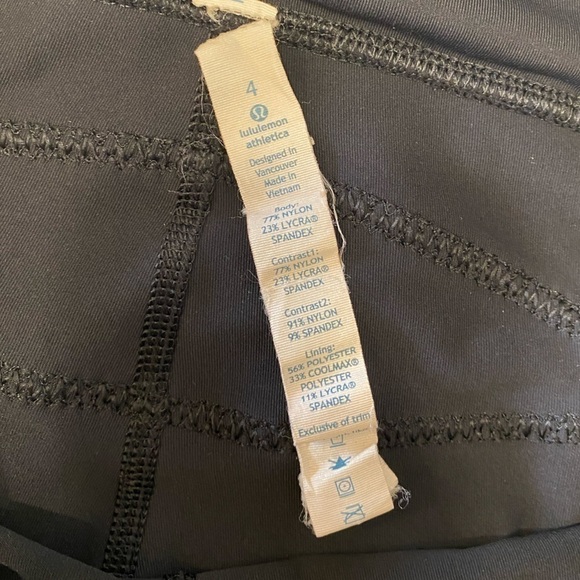 4
lululemon
athletica
Designed in
Vancouver
Made in
Vietnam
Body:
77% NYLON
23% LYCRA®
SPANDEX
Contrast1:
77% NYLON
23% LYCRA®
SPANDEX
Contrast2:
91% NYLON
9% SPANDEX
Lining:
56% POLYESTER
33% COOLMAX®
POLYESTER
11% LYCRA®
SPANDEX
Exclusive of trim